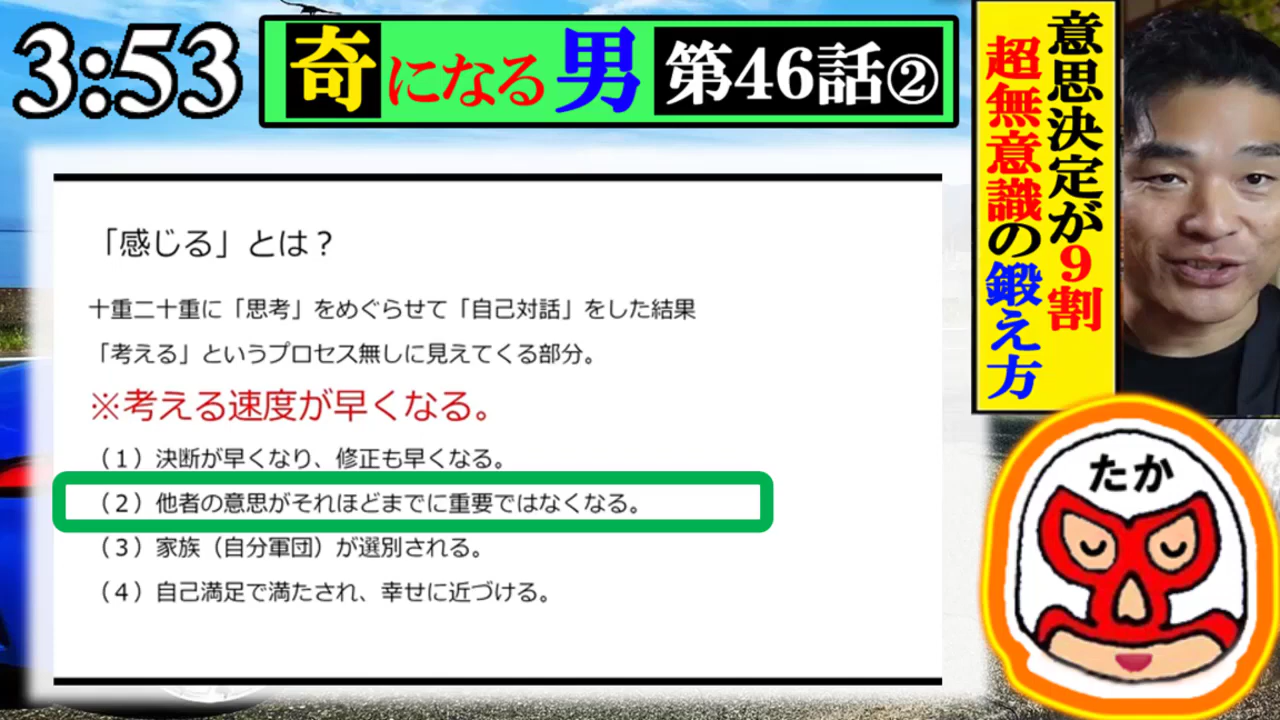 3:53
奇になる男 第46話②
意思決定が9割
超無意識の鍛え方
「感じる」とは？
十重二十重に「思考」をめぐらせて「自己対話」をした結果
「考える」というプロセス無しに見えてくる部分。
※考える速度が早くなる。
（１）決断が早くなり、修正も早くなる。
（２）他者の意思がそれほどまでに重要ではなくなる。
（３）家族（自分軍団）が選別される。
（４）自己満足で満たされ、幸せに近づける。
たか